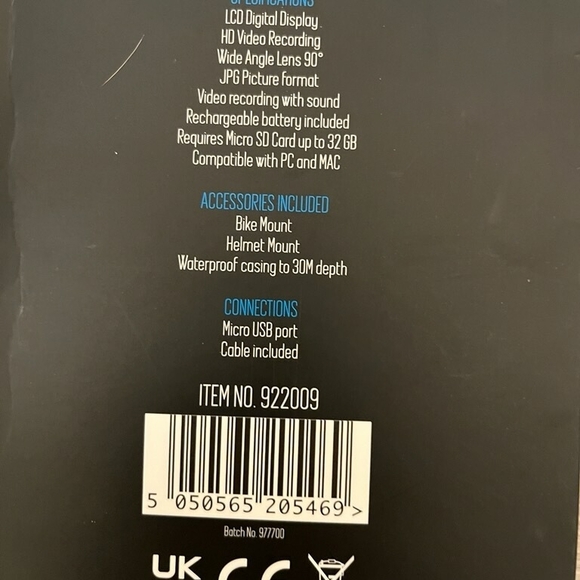 SPECIFICATIONS
LCD Digital Display
HD Video Recording
Wide Angle Lens 90°
JPG Picture format
Video recording with sound
Rechargeable battery included
Requires Micro SD Card up to 32 GB
Compatible with PC and MAC
ACCESSORIES INCLUDED
Bike Mount
Helmet Mount
Waterproof casing to 30M depth
CONNECTIONS
Micro USB port
Cable included
ITEM NO. 922009
5 050565 205469 >
Batch No. 977700
UK CE